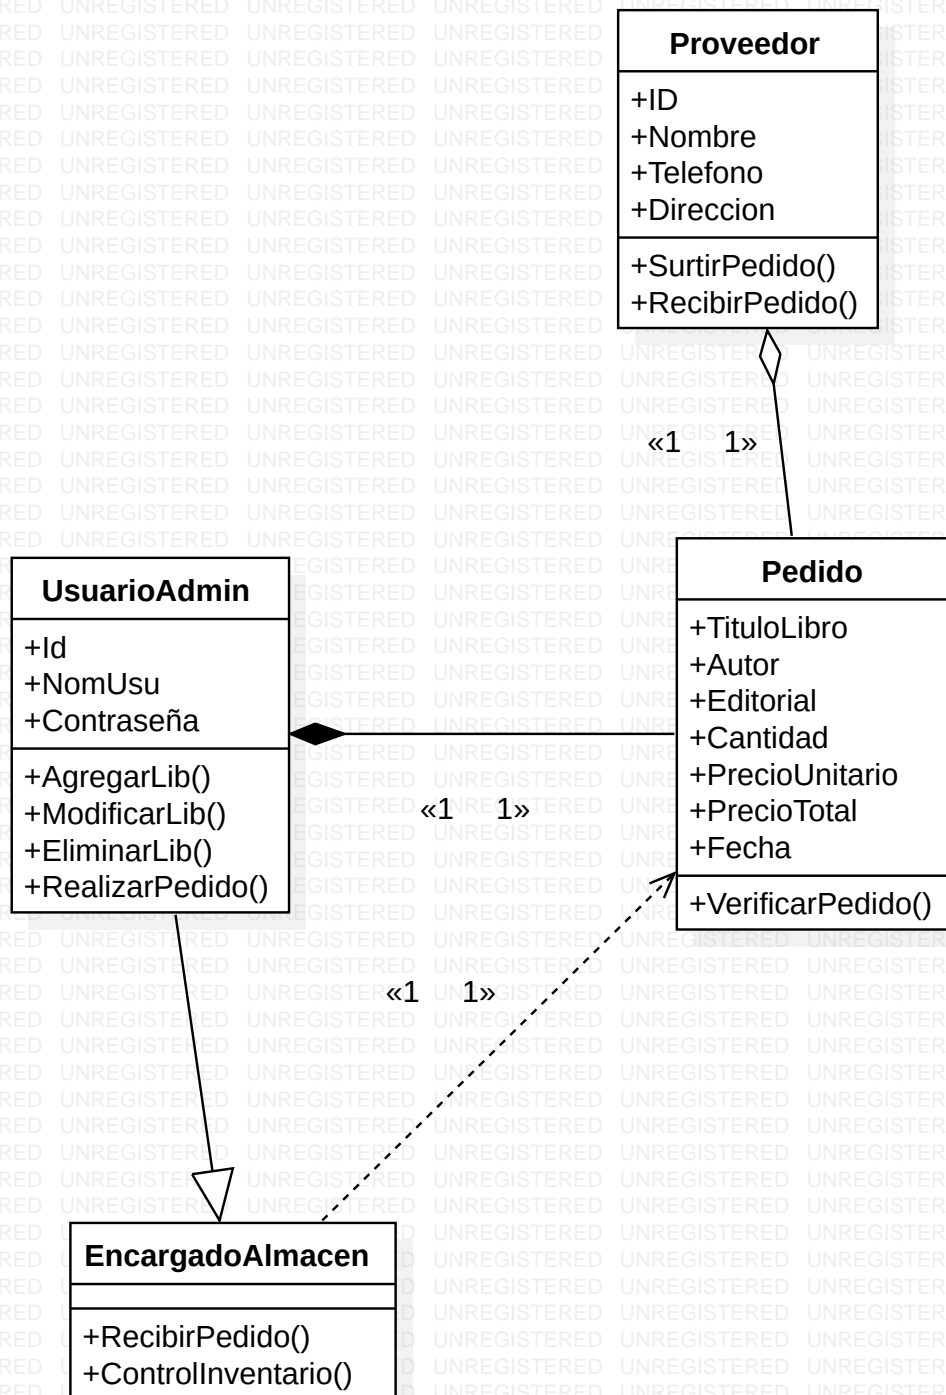 Proveedor
+ID
+Nombre
+Telefono
+Direccion
+SurtirPedido()
+RecibirPedido()
«1 1»
UsuarioAdmin
+Id
+NomUsu
+Contraseña
+AgregarLib()
+ModificarLib()
+EliminarLib()
+RealizarPedido()
«1 1»
Pedido
+TituloLibro
+Autor
+Editorial
+Cantidad
+PrecioUnitario
+PrecioTotal
+Fecha
+VerificarPedido()
«1 1»
EncargadoAlmacen
+RecibirPedido()
+ControlInventario()
UNREGISTERED